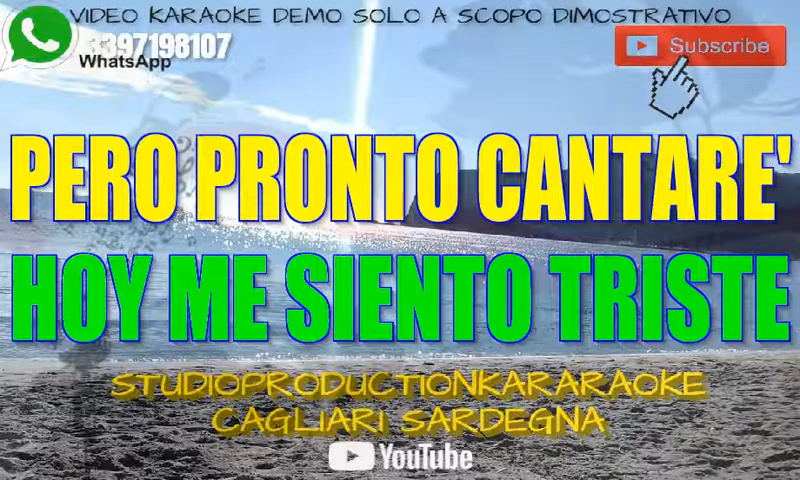 VIDEO KARAOKE DEMO SOLO A SCOPO DIMOSTRATIVO
3397198107
WhatsApp
Subscribe
PERO PRONTO CANTARE'
HOY ME SIENTO TRISTE
STUDIOPRODUCTIONKARARAOKE
CAGLIARI SARDEGNA
YouTube